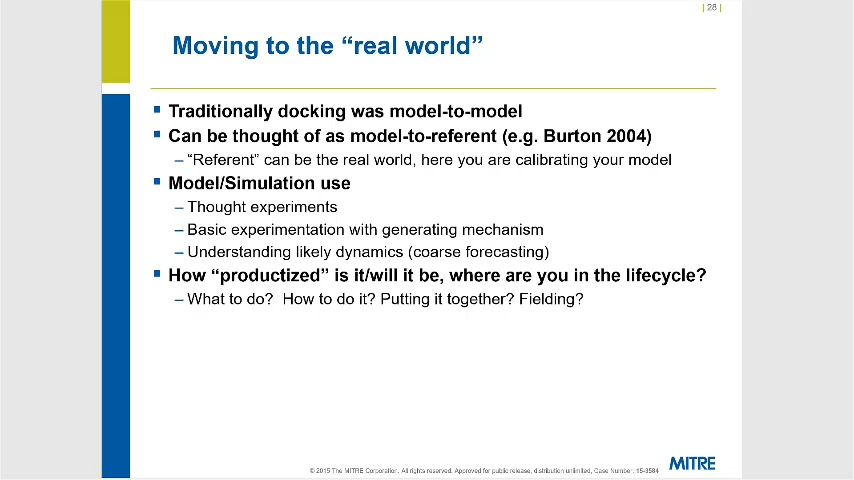 | 28 |
Moving to the “real world”
▪ Traditionally docking was model-to-model
▪ Can be thought of as model-to-referent (e.g. Burton 2004)
– “Referent” can be the real world, here you are calibrating your model
▪ Model/Simulation use
– Thought experiments
– Basic experimentation with generating mechanism
– Understanding likely dynamics (coarse forecasting)
▪ How “productized” is it/will it be, where are you in the lifecycle?
– What to do?  How to do it? Putting it together? Fielding?
© 2015 The MITRE Corporation. All rights reserved. Approved for public release, distribution unlimited, Case Number: 15-3584
MITRE